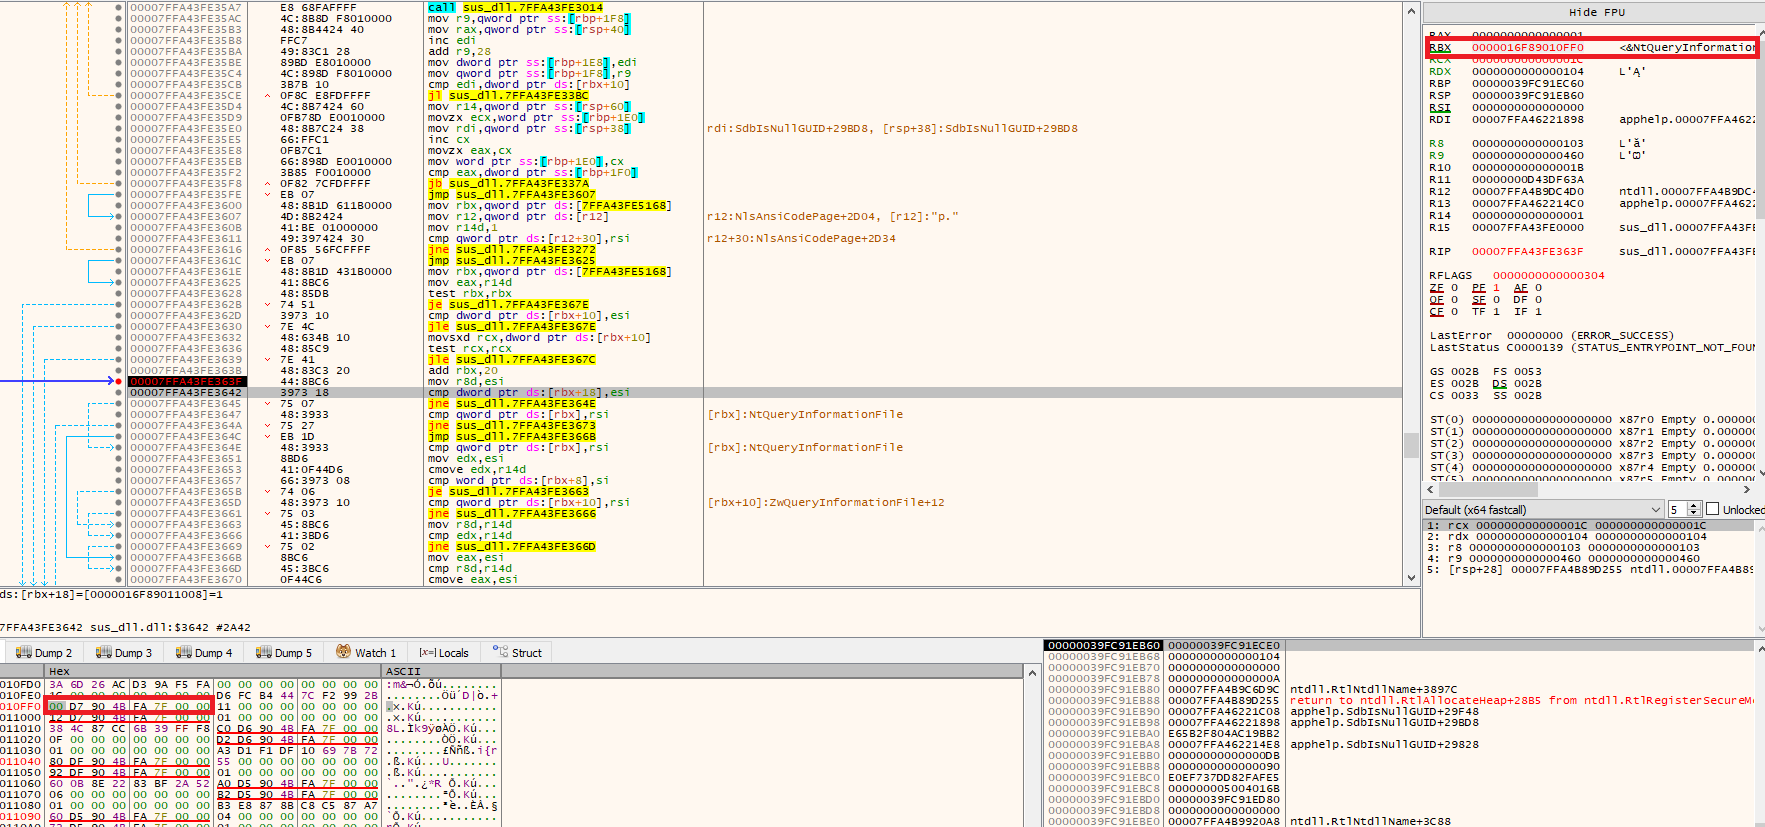 00007FFA43FE35A7 E8 68FAFFFF call sus_dll.7FFA43FE3014
00007FFA43FE35AC 4C:8B8D F8010000 mov r9,qword ptr ss:[rbp+1F8]
00007FFA43FE35B3 48:8B4424 40 mov rax,qword ptr ss:[rsp+40]
00007FFA43FE35B8 FFC7 inc edi
00007FFA43FE35BA 49:83C1 28 add r9,28
00007FFA43FE35BE 89BD E8010000 mov dword ptr ss:[rbp+1E8],edi
00007FFA43FE35C4 4C:898D F8010000 mov qword ptr ss:[rbp+1F8],r9
00007FFA43FE35CB 3B7B 10 cmp edi,dword ptr ds:[rbx+10]
00007FFA43FE35CE 0F8C E8FDFFFF jl sus_dll.7FFA43FE33BC
00007FFA43FE35D4 4C:8B7424 60 mov r14,qword ptr ss:[rsp+60]
00007FFA43FE35D9 0FB78D E0010000 movzx ecx,word ptr ss:[rbp+1E0]
00007FFA43FE35E0 48:8B7C24 38 mov rdi,qword ptr ss:[rsp+38] rdi:SdbIsNullGUID+29BD8, [rsp+38]:SdbIsNullGUID+29BD8
00007FFA43FE35E5 66:FFC1 inc cx
00007FFA43FE35E8 0FB7C1 movzx eax,cx
00007FFA43FE35EB 66:898D E0010000 mov word ptr ss:[rbp+1E0],cx
00007FFA43FE35F2 3B85 F0010000 cmp eax,dword ptr ss:[rbp+1F0]
00007FFA43FE35F8 0F82 7CFDFFFF jb sus_dll.7FFA43FE337A
00007FFA43FE35FE EB 07 jmp sus_dll.7FFA43FE3607
00007FFA43FE3600 48:8B1D 611B0000 mov rbx,qword ptr ds:[7FFA43FE5168]
00007FFA43FE3607 4D:8B2424 mov r12,qword ptr ds:[r12] r12:NlsAnsiCodePage+2D04, [r12]:"p."
00007FFA43FE360B 41:BE 01000000 mov r14d,1
00007FFA43FE3611 49:397424 30 cmp qword ptr ds:[r12+30],rsi r12+30:NlsAnsiCodePage+2D34
00007FFA43FE3616 0F85 56FCFFFF jne sus_dll.7FFA43FE3272
00007FFA43FE361C EB 07 jmp sus_dll.7FFA43FE3625
00007FFA43FE361E 48:8B1D 431B0000 mov rbx,qword ptr ds:[7FFA43FE5168]
00007FFA43FE3625 41:8BC6 mov eax,r14d
00007FFA43FE3628 48:85DB test rbx,rbx
00007FFA43FE362B 74 51 je sus_dll.7FFA43FE367E
00007FFA43FE362D 3973 10 cmp dword ptr ds:[rbx+10],esi
00007FFA43FE3630 7E 4C jle sus_dll.7FFA43FE367E
00007FFA43FE3632 48:634B 10 movsxd rcx,dword ptr ds:[rbx+10]
00007FFA43FE3636 48:85C9 test rcx,rcx
00007FFA43FE3639 7E 41 jle sus_dll.7FFA43FE367C
00007FFA43FE363B 48:83C3 20 add rbx,20
00007FFA43FE363F 44:8BC6 mov r8d,esi
00007FFA43FE3642 3973 18 cmp dword ptr ds:[rbx+18],esi
00007FFA43FE3645 75 07 jne sus_dll.7FFA43FE364E
00007FFA43FE3647 48:3933 cmp qword ptr ds:[rbx],rsi [rbx]:NtQueryInformationFile
00007FFA43FE364A 75 27 jne sus_dll.7FFA43FE3673
00007FFA43FE364C EB 1D jmp sus_dll.7FFA43FE366B
00007FFA43FE364E 48:3933 cmp qword ptr ds:[rbx],rsi [rbx]:NtQueryInformationFile
00007FFA43FE3651 8BD6 mov edx,esi
00007FFA43FE3653 41:0F44D6 cmove edx,r14d
00007FFA43FE3657 66:3973 08 cmp word ptr ds:[rbx+8],si
00007FFA43FE365B 74 06 je sus_dll.7FFA43FE3663
00007FFA43FE365D 48:3973 10 cmp qword ptr ds:[rbx+10],rsi [rbx+10]:ZwQueryInformationFile+12
00007FFA43FE3661 75 03 jne sus_dll.7FFA43FE3666
00007FFA43FE3663 45:8BC6 mov r8d,r14d
00007FFA43FE3666 41:3BD6 cmp edx,r14d
00007FFA43FE3669 75 02 jne sus_dll.7FFA43FE366D
00007FFA43FE366B 8BC6 mov eax,esi
00007FFA43FE366D 45:3BC6 cmp r8d,r14d
00007FFA43FE3670 0F44C6 cmove eax,esi
ds:[rbx+18]=[0000016F89011008]=1
7FFA43FE3642 sus_dll.dll:$3642 #2A42
Hide FPU
RAX 0000000000000001
RBX 0000016F89010FF0 <&NtQueryInformation
RCX 000000000000001C
RDX 0000000000000104 L'Ą'
RBP 00000039FC91EC60
RSP 00000039FC91EB60
RSI 0000000000000000
RDI 00007FFA46221898 apphelp.00007FFA4622
R8 0000000000000103 L'ă'
R9 0000000000000460 L'Ѡ'
R10 000000000000001B
R11 00000000D43DF63A
R12 00007FFA4B9DC4D0 ntdll.00007FFA4B9DC4
R13 00007FFA462214C0 apphelp.00007FFA4622
R14 0000000000000001
R15 00007FFA43FE0000 sus_dll.00007FFA43FE
RIP 00007FFA43FE363F sus_dll.00007FFA43FE
RFLAGS 0000000000000304
ZF 0 PF 1 AF 0
OF 0 SF 0 DF 0
CF 0 TF 1 IF 1
LastError 00000000 (ERROR_SUCCESS)
LastStatus C0000139 (STATUS_ENTRYPOINT_NOT_FOUN
GS 002B FS 0053
ES 002B DS 002B
CS 0033 SS 002B
ST(0) 00000000000000000000 x87r0 Empty 0.0000
ST(1) 00000000000000000000 x87r1 Empty 0.0000
ST(2) 00000000000000000000 x87r2 Empty 0.0000
ST(3) 00000000000000000000 x87r3 Empty 0.0000
ST(4) 00000000000000000000 x87r4 Empty 0.0000
ST(5) 00000000000000000000 x87r5 Empty 0.0000
Default (x64 fastcall) 5 Unlocked
1: rcx 000000000000001C 000000000000001C
2: rdx 0000000000000104 0000000000000104
3: r8 0000000000000103 0000000000000103
4: r9 0000000000000460 0000000000000460
5: [rsp+28] 00007FFA4B89D255 ntdll.00007FFA4B89
Dump 2 Dump 3 Dump 4 Dump 5 Watch 1 [x=] Locals Struct
Hex ASCII
010FD0 3A 6D 26 AC D3 9A F5 FA 00 00 00 00 00 00 00 00 :m&¬Ó.õú........
010FE0 1C 00 00 00 00 00 00 00 D6 FC B4 44 7C F2 99 2B ........Öü´D|ò.+
010FF0 00 D7 90 4B FA 7F 00 00 11 00 00 00 00 00 00 00 .×.Kú...........
011000 12 D7 90 4B FA 7F 00 00 01 00 00 00 00 00 00 00 .×.Kú...........
011010 38 4C 87 CC 6B 39 FF F8 C0 D6 90 4B FA 7F 00 00 8L.Ìk9ÿøÀÖ.Kú...
011020 0F 00 00 00 00 00 00 00 D2 D6 90 4B FA 7F 00 00 ........ÒÖ.Kú...
011030 01 00 00 00 00 00 00 00 A3 D1 F1 DF 10 69 7B 72 ........£Ññß.i{r
011040 80 DF 90 4B FA 7F 00 00 55 00 00 00 00 00 00 00 .ß.Kú...U.......
011050 92 DF 90 4B FA 7F 00 00 01 00 00 00 00 00 00 00 .ß.Kú...........
011060 60 0B 8E 22 83 BF 2A 52 A0 D5 90 4B FA 7F 00 00 `..".¿*R Õ.Kú...
011070 06 00 00 00 00 00 00 00 B2 D5 90 4B FA 7F 00 00 ........²Õ.Kú...
011080 01 00 00 00 00 00 00 00 B3 E8 87 8B C8 C5 87 A7 ........³è..ÈÅ.§
011090 60 D5 90 4B FA 7F 00 00 04 00 00 00 00 00 00 00 `Õ.Kú...........
00000039FC91EB60 00000039FC91ECE0
00000039FC91EB68 0000000000000104
00000039FC91EB70 0000000000000000
00000039FC91EB78 000000000000000A
00000039FC91EB80 00007FFA4B9C6D9C ntdll.RtlNtdllName+3897C
00000039FC91EB88 00007FFA4B89D255 return to ntdll.RtlAllocateHeap+28B5 from ntdll.RtlRegisterSecureMe
00000039FC91EB90 00007FFA46221C08 apphelp.SdbIsNullGUID+29F48
00000039FC91EB98 00007FFA46221898 apphelp.SdbIsNullGUID+29BD8
00000039FC91EBA0 E65B2F804AC19BB2
00000039FC91EBA8 00007FFA462214E8 apphelp.SdbIsNullGUID+29828
00000039FC91EBB0 00000000000000DB
00000039FC91EBB8 0000000000000090
00000039FC91EBC0 E0EF737DD82FAFE5
00000039FC91EBC8 000000005004016B
00000039FC91EBD0 00000039FC91ED80
00000039FC91EBD8 0000000000000000
00000039FC91EBE0 00007FFA4B9920A8 ntdll.RtlNtdllName+3C88